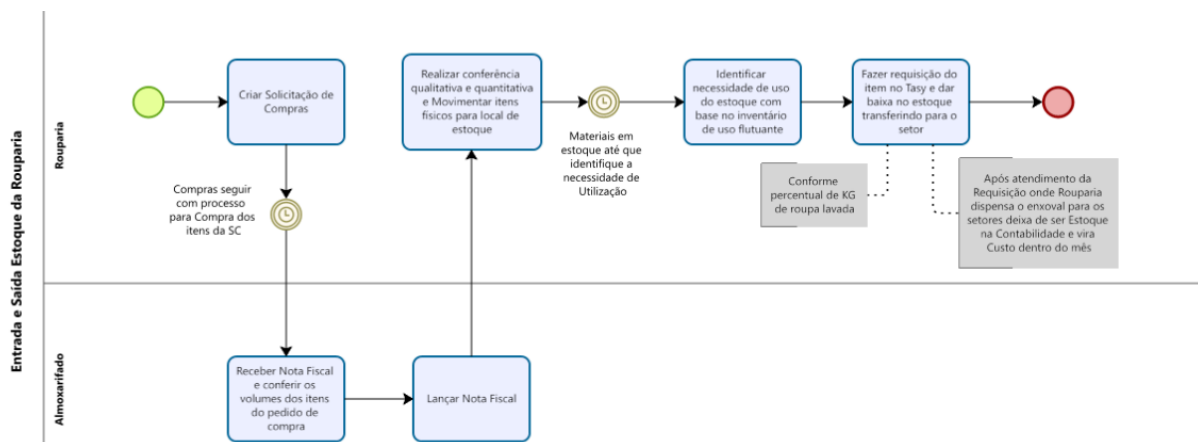 Entrada e Saída Estoque da Rouparia
Rouparia
Criar Solicitação de
Compras
Compras seguir
com processo
para Compra dos
itens da SC
Realizar conferência
qualitativa e quantitativa
e Movimentar itens
físicos para local de
estoque
Materiais em
estoque até que
identifique a
necessidade de
Utilização
Identificar
necessidade de uso
do estoque com
base no inventário
de uso flutuante
Fazer requisição do
item no Tasy e dar
baixa no estoque
transferindo para o
setor
Conforme
percentual de KG
de roupa lavada
Após atendimento da
Requisição onde Rouparia
dispensa o enxoval para os
setores deixa de ser Estoque
na Contabilidade e vira
Custo dentro do mês
Almoxarifado
Receber Nota Fiscal
e conferir os
volumes dos itens
do pedido de
compra
Lançar Nota Fiscal